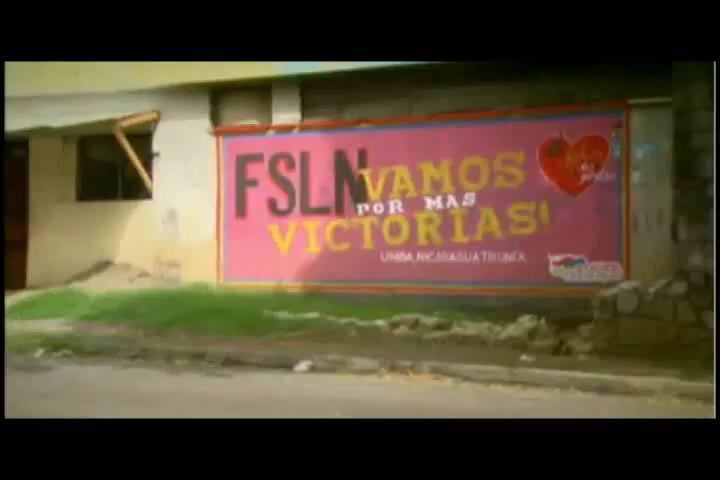 FSLN VAMOS
POR MAS
VICTORIAS!
UNIDA, NICARAGUA TRIUNFA